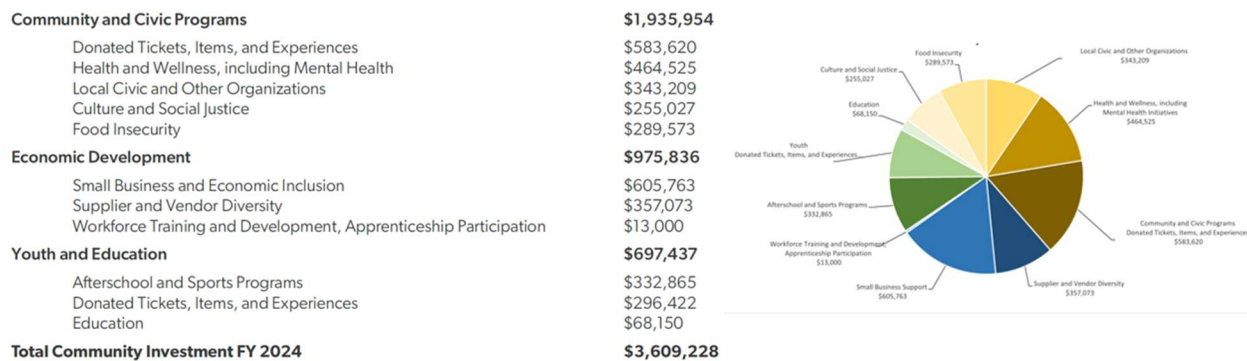 Community and Civic Programs $1,935,954
Donated Tickets, Items, and Experiences $583,620
Health and Wellness, including Mental Health $464,525
Local Civic and Other Organizations $343,209
Culture and Social Justice $255,027
Food Insecurity $289,573
Economic Development $975,836
Small Business and Economic Inclusion $605,763
Supplier and Vendor Diversity $357,073
Workforce Training and Development, Apprenticeship Participation $13,000
Youth and Education $697,437
Afterschool and Sports Programs $332,865
Donated Tickets, Items, and Experiences $296,422
Education $68,150
Total Community Investment FY 2024 $3,609,228
Food Insecurity
$289,573
Local Civic and Other Organizations
$343,209
Culture and Social Justice
$255,027
Health and Wellness, including
Mental Health Initiatives
$464,525
Education
$68,150
Youth
Donated Tickets, Items, and Experiences
Afterschool and Sports Programs
$332,865
Community and Civic Programs
Donated Tickets, Items, and Experience
$583,620
Workforce Training and Development,
Apprenticeship Participation
$13,000
Small Business Support
$605,763
Supplier and Vendor Diversity
$357,073